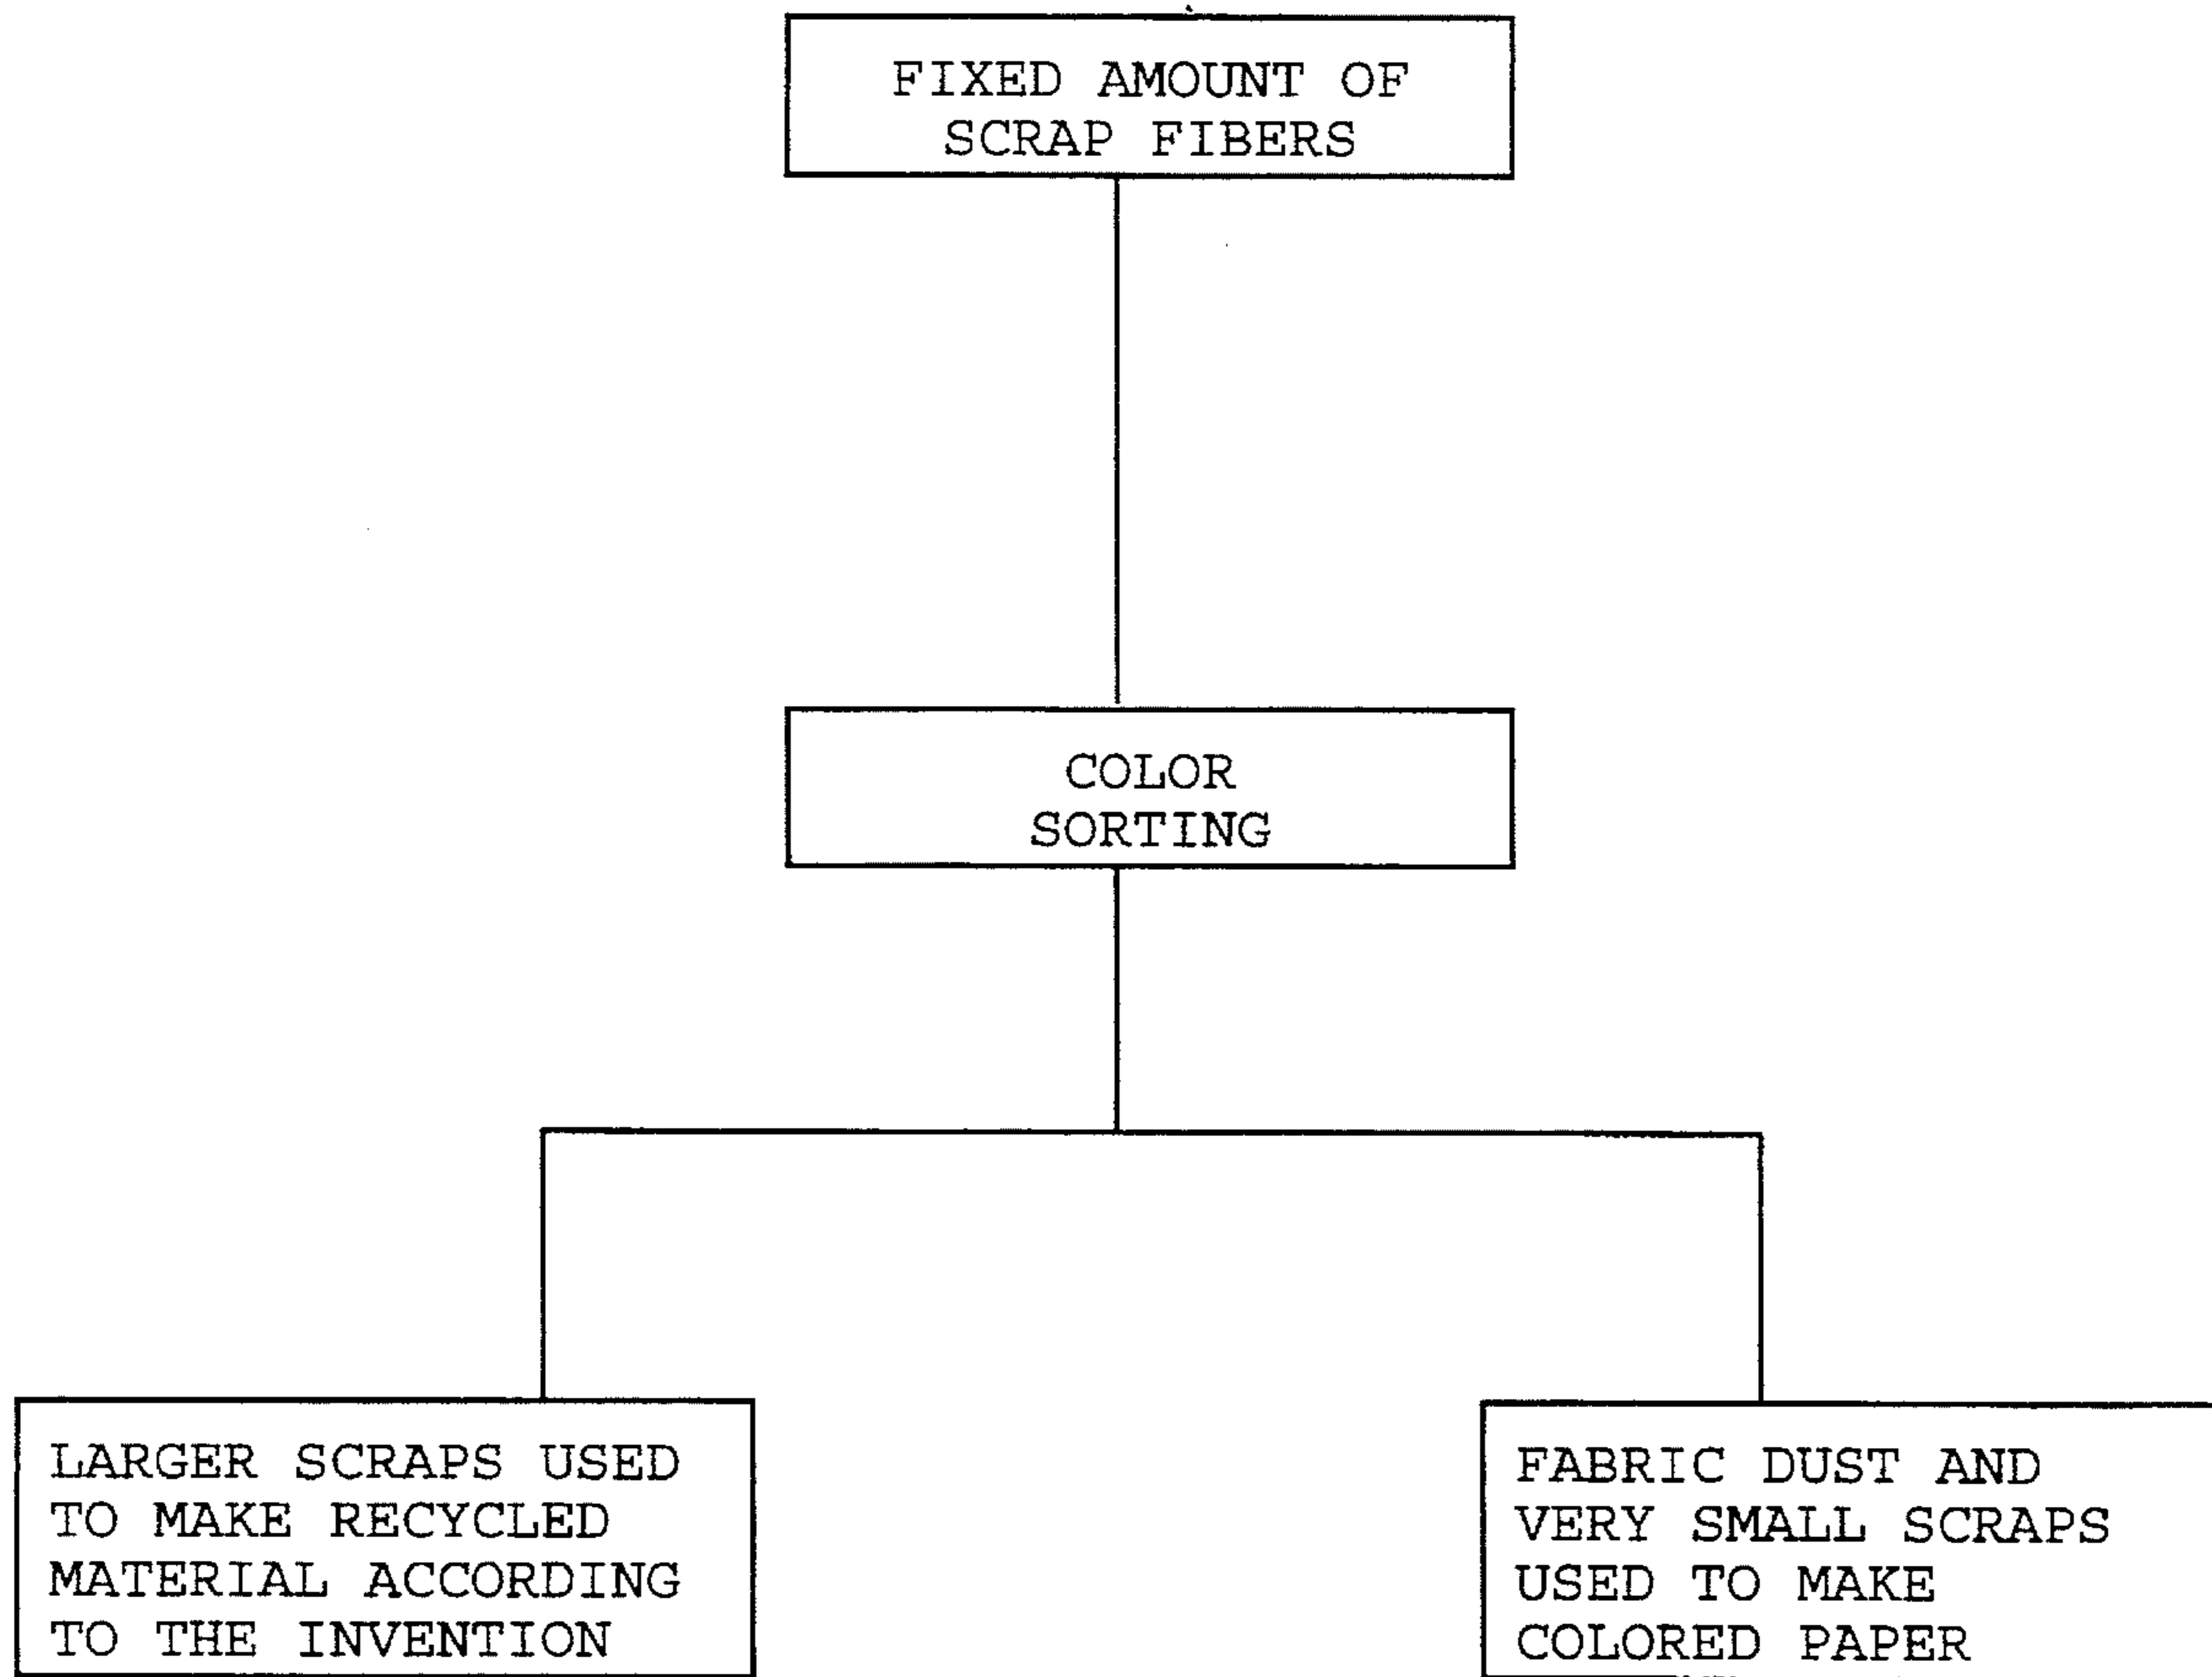 FIXED AMOUNT OF
SCRAP FIBERS
COLOR
SORTING
LARGER SCRAPS USED
TO MAKE RECYCLED
MATERIAL ACCORDING
TO THE INVENTION
FABRIC DUST AND
VERY SMALL SCRAPS
USED TO MAKE
COLORED PAPER